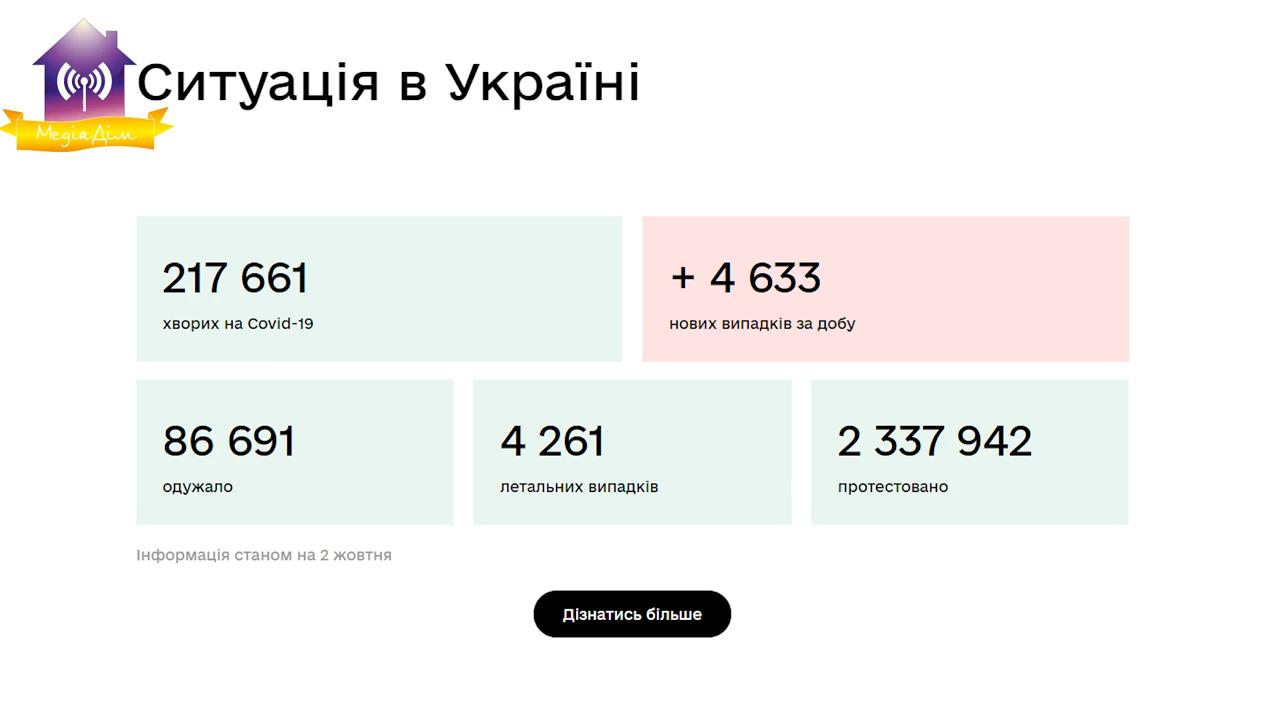 Ситуація в Україні
МедіаДім
217 661
хворих на Covid-19
+ 4 633
нових випадків за добу
86 691
одужало
4 261
летальних випадків
2 337 942
протестовано
Інформація станом на 2 жовтня
Дізнатись більше